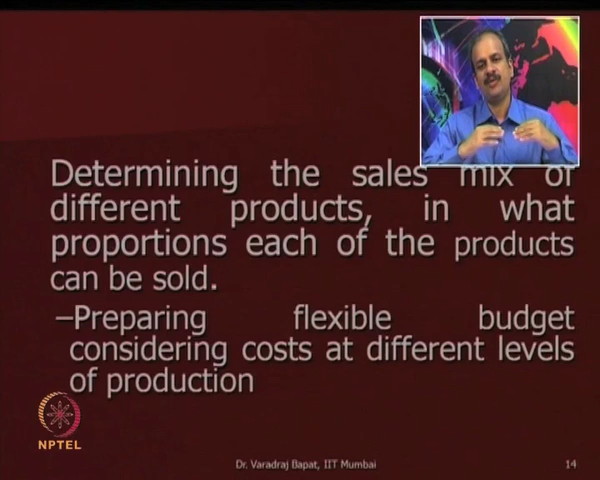 Determining the sales mix of
different products, in what
proportions each of the products
can be sold.
–Preparing flexible budget
considering costs at different levels
of production
NPTEL
Dr. Varadraj Bapat, IIT Mumbai
14